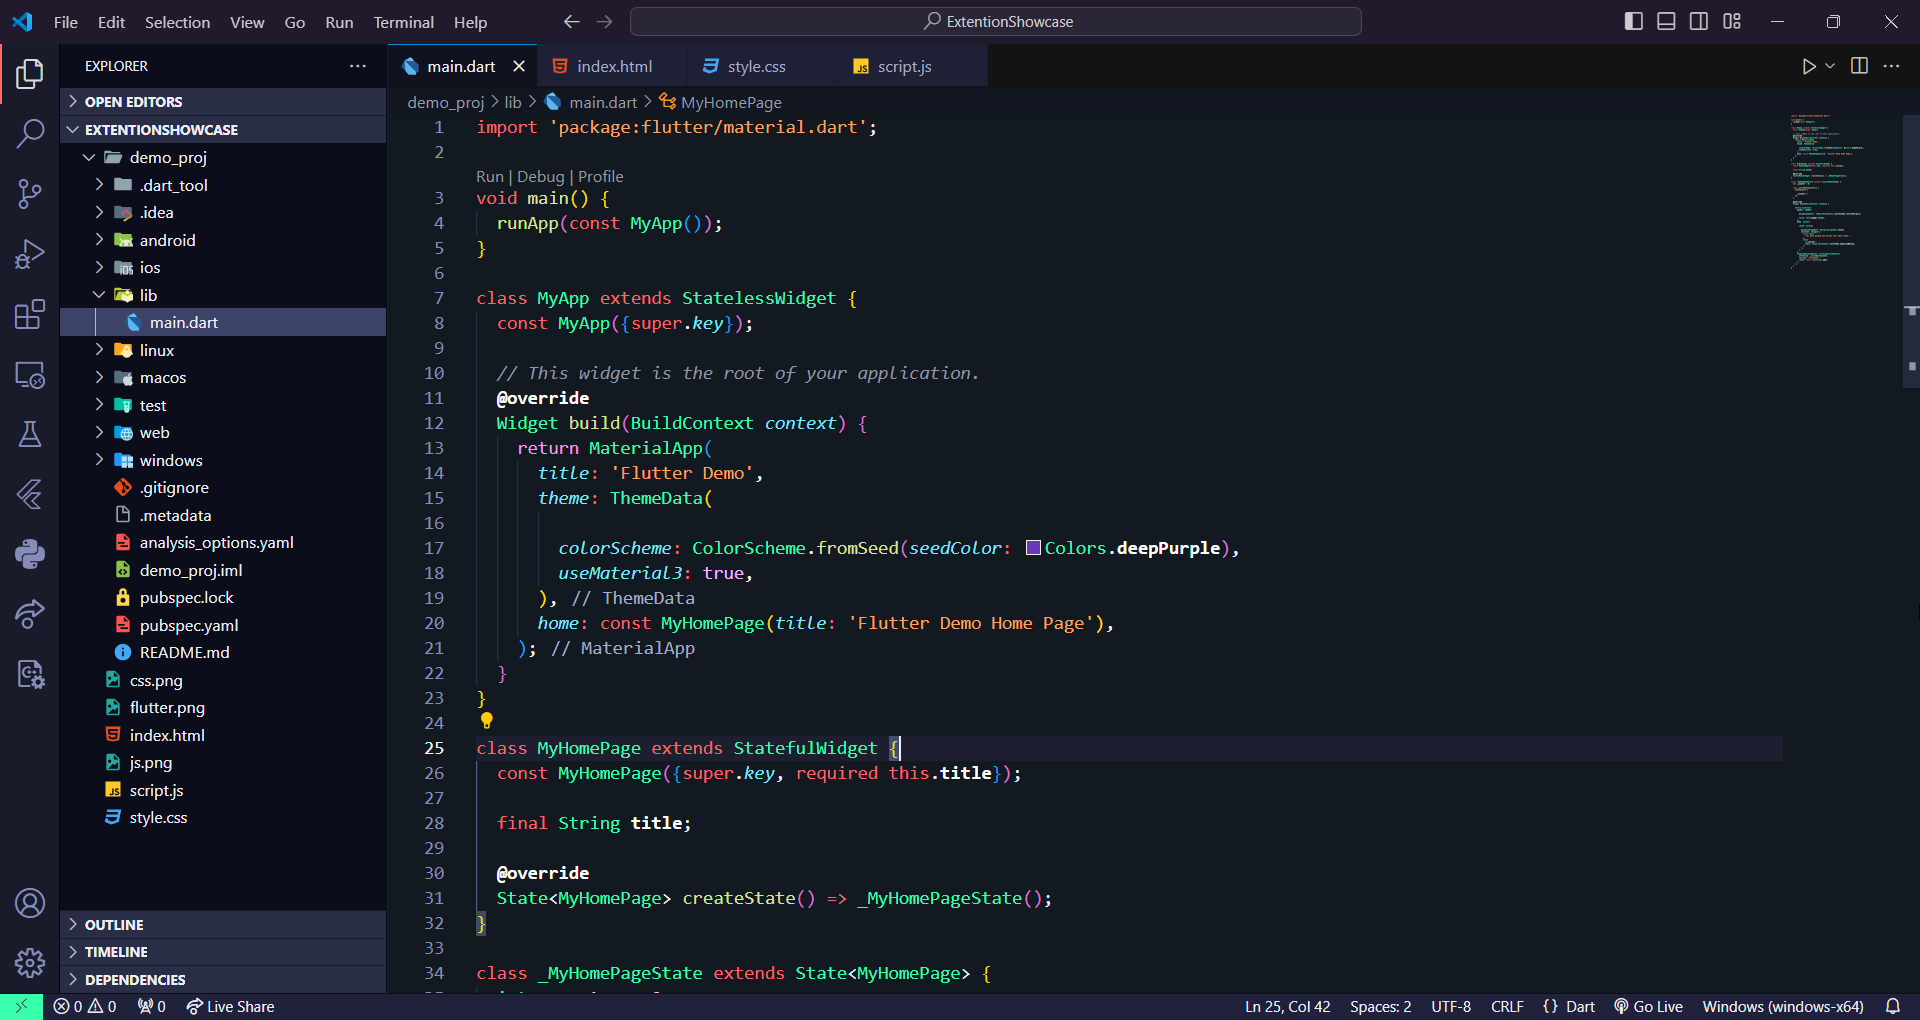 File Edit Selection View Go Run Terminal Help
ExtentionShowcase
EXPLORER
OPEN EDITORS
EXTENTIONSHOWCASE
demo_proj
.dart_tool
.idea
android
ios
lib
main.dart
linux
macos
test
web
windows
.gitignore
.metadata
analysis_options.yaml
demo_proj.iml
pubspec.lock
pubspec.yaml
README.md
css.png
flutter.png
index.html
js.png
script.js
style.css
OUTLINE
TIMELINE
DEPENDENCIES
main.dart index.html style.css script.js
demo_proj > lib > main.dart > MyHomePage
1 import 'package:flutter/material.dart';
2
Run | Debug | Profile
3 void main() {
4 runApp(const MyApp());
5 }
6
7 class MyApp extends StatelessWidget {
8 const MyApp({super.key});
9
10 // This widget is the root of your application.
11 @override
12 Widget build(BuildContext context) {
13 return MaterialApp(
14 title: 'Flutter Demo',
15 theme: ThemeData(
16
17 colorScheme: ColorScheme.fromSeed(seedColor: Colors.deepPurple),
18 useMaterial3: true,
19 ), // ThemeData
20 home: const MyHomePage(title: 'Flutter Demo Home Page'),
21 ); // MaterialApp
22 }
23 }
24
25 class MyHomePage extends StatefulWidget {
26 const MyHomePage({super.key, required this.title});
27
28 final String title;
29
30 @override
31 State<MyHomePage> createState() => _MyHomePageState();
32 }
33
34 class _MyHomePageState extends State<MyHomePage> {
0 0 0 Live Share
Ln 25, Col 42 Spaces: 2 UTF-8 CRLF {} Dart Go Live Windows (windows-x64)